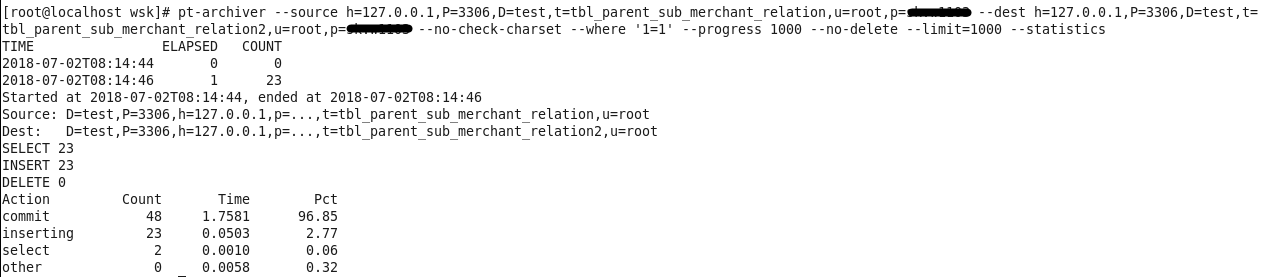 [root@localhost wsk]# pt-archiver --source h=127.0.0.1,P=3306,D=test,t=tbl_parent_sub_merchant_relation,u=root,p= --dest h=127.0.0.1,P=3306,D=test,t=
tbl_parent_sub_merchant_relation2,u=root,p= --no-check-charset --where '1=1' --progress 1000 --no-delete --limit=1000 --statistics
TIME                ELAPSED   COUNT
2018-07-02T08:14:44       0       0
2018-07-02T08:14:46       1      23
Started at 2018-07-02T08:14:44, ended at 2018-07-02T08:14:46
Source: D=test,P=3306,h=127.0.0.1,p=...,t=tbl_parent_sub_merchant_relation,u=root
Dest:   D=test,P=3306,h=127.0.0.1,p=...,t=tbl_parent_sub_merchant_relation2,u=root
SELECT 23
INSERT 23
DELETE 0
Action         Count       Time        Pct
commit            48     1.7581      96.85
inserting         23     0.0503       2.77
select             2     0.0010       0.06
other              0     0.0058       0.32